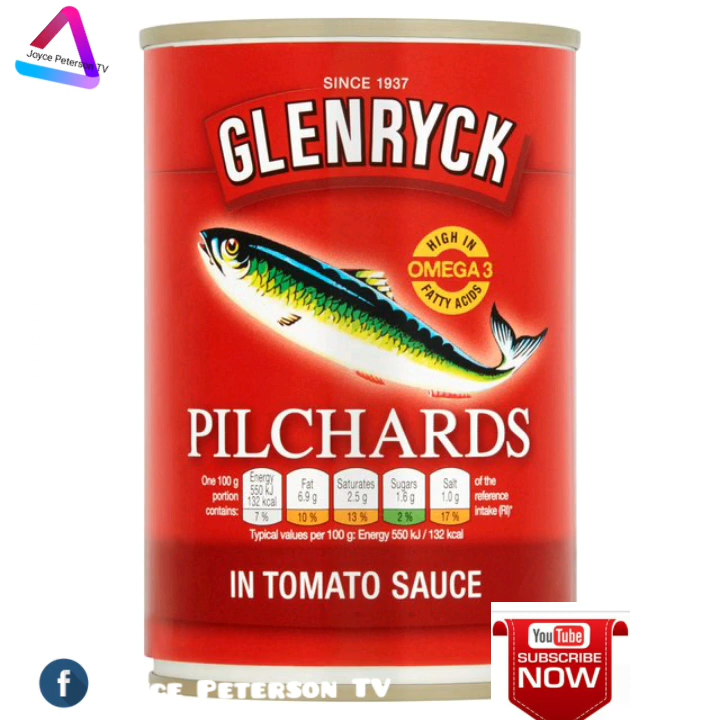 Joyce Peterson TV
SINCE 1937
GLENRYCK
HIGH IN
OMEGA 3
FATTY ACIDS
PILCHARDS
One 100 g
portion
contains:
Energy
550 kJ
132 kcal
7 %
Fat
6.9 g
10 %
Saturates
2.5 g
13 %
Sugars
1.6 g
2 %
Salt
1.0 g
17 %
of the
reference
intake (RI)*
Typical values per 100 g: Energy 550 kJ / 132 kcal
IN TOMATO SAUCE
YouTube
SUBSCRIBE
NOW
f
Peterson TV